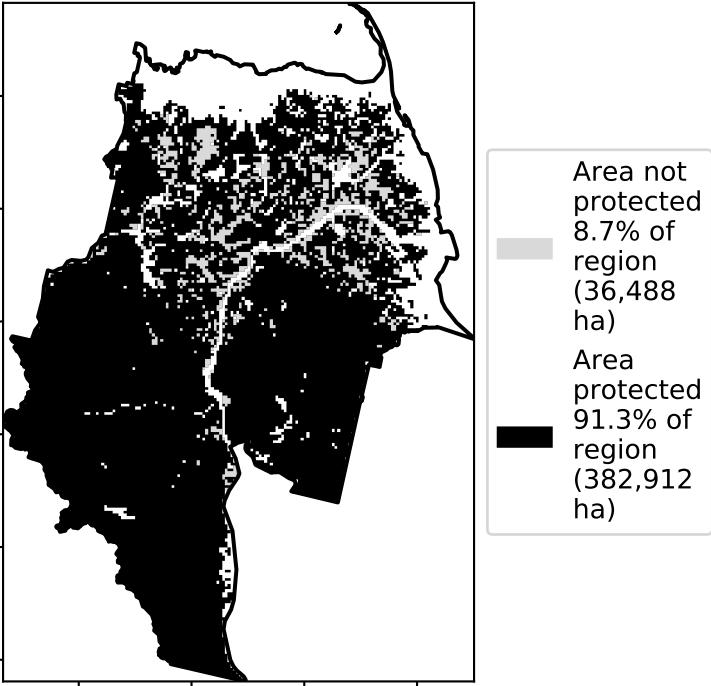 Area not
protected
8.7% of
region
(36,488
ha)
Area
protected
91.3% of
region
(382,912
ha)